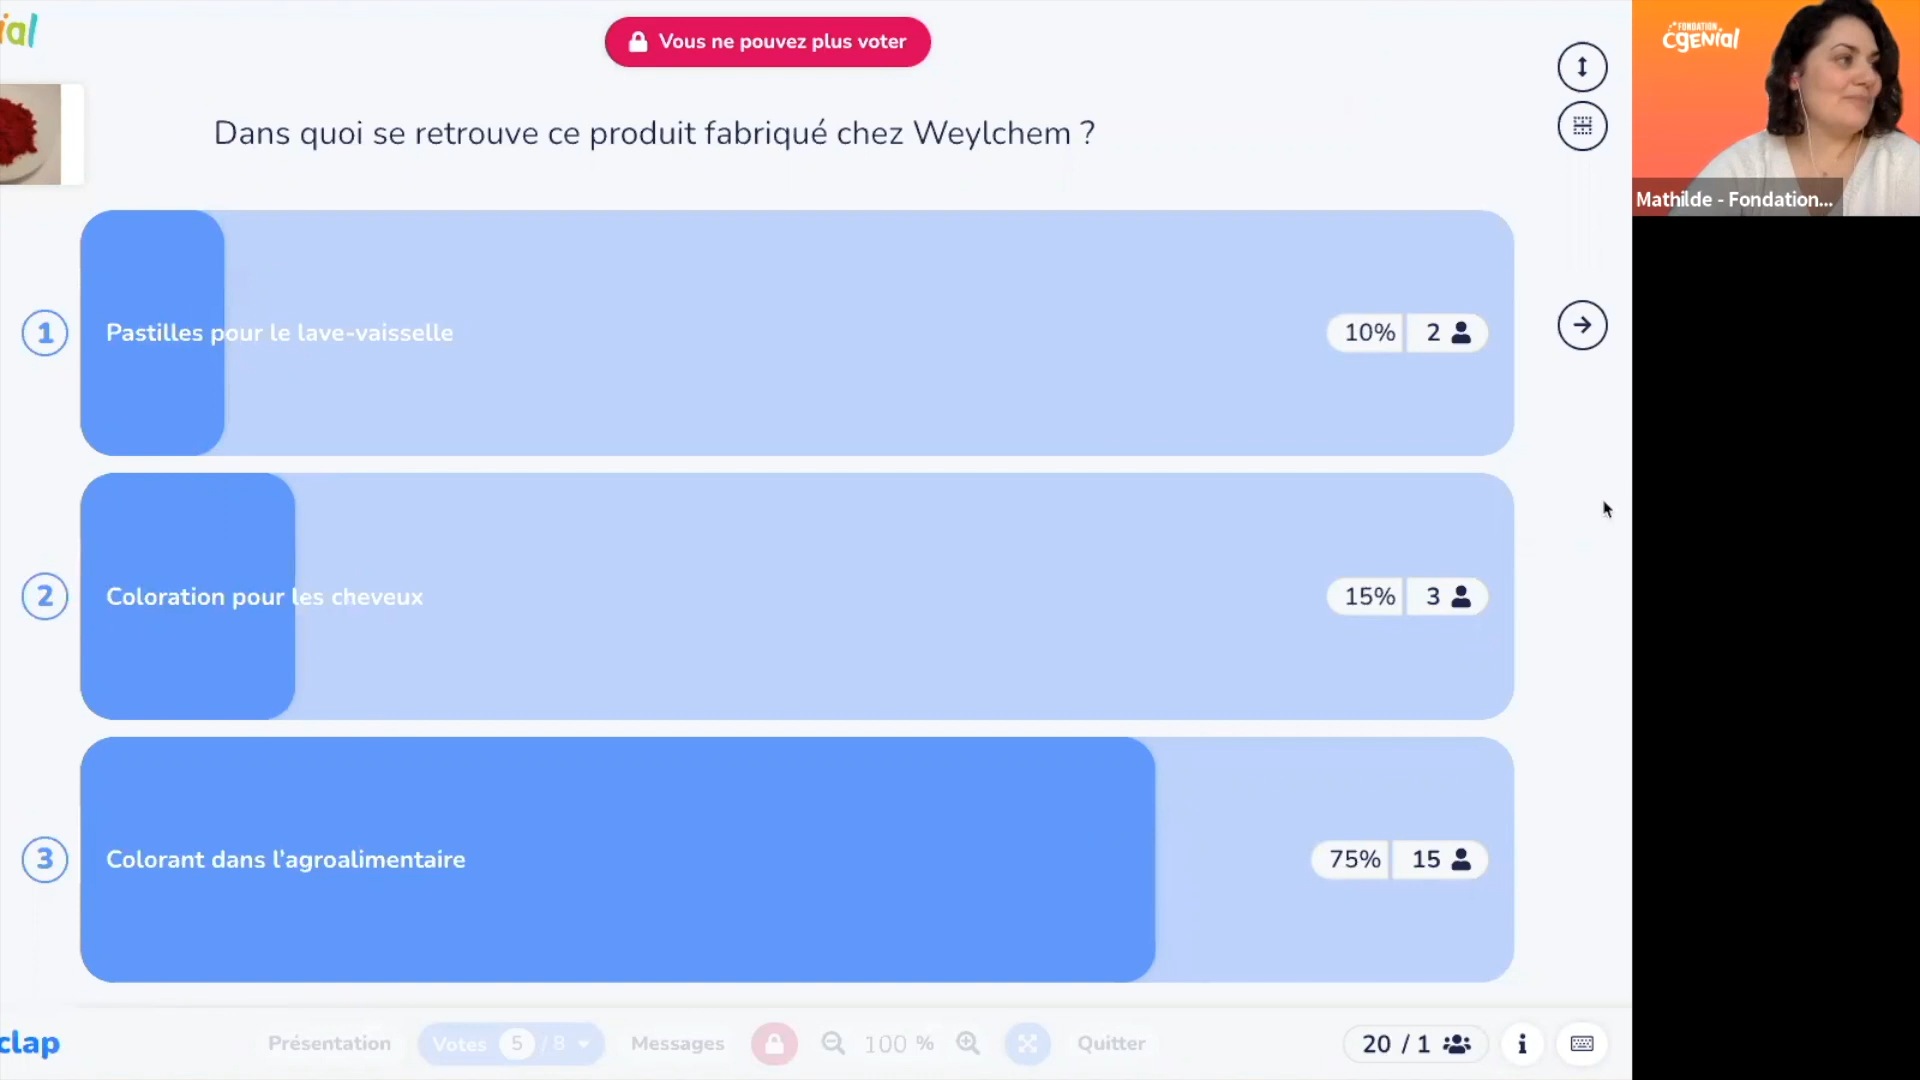 ial
Vous ne pouvez plus voter
Dans quoi se retrouve ce produit fabriqué chez Weylchem ?
1
Pastilles pour le lave-vaisselle
10%
2
2
Coloration pour les cheveux
15%
3
3
Colorant dans l'agroalimentaire
75%
15
clap
Présentation
Votes 5 / 8
Messages
100 %
Quitter
20 / 1
i
FONDATION
CGENIAL
Mathilde - Fondation...